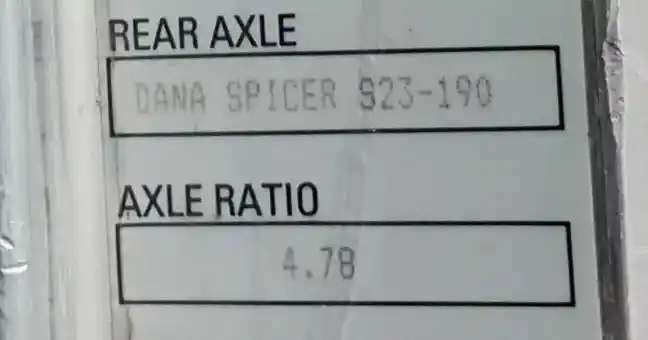 REAR AXLE
DANA SPICER S23-190
AXLE RATIO
4.78